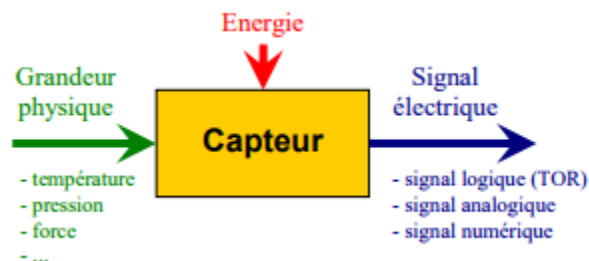 Energie
Grandeur
physique
Signal
électrique
Capteur
- température
- pression
- force
- ...
- signal logique (TOR)
- signal analogique
- signal numérique